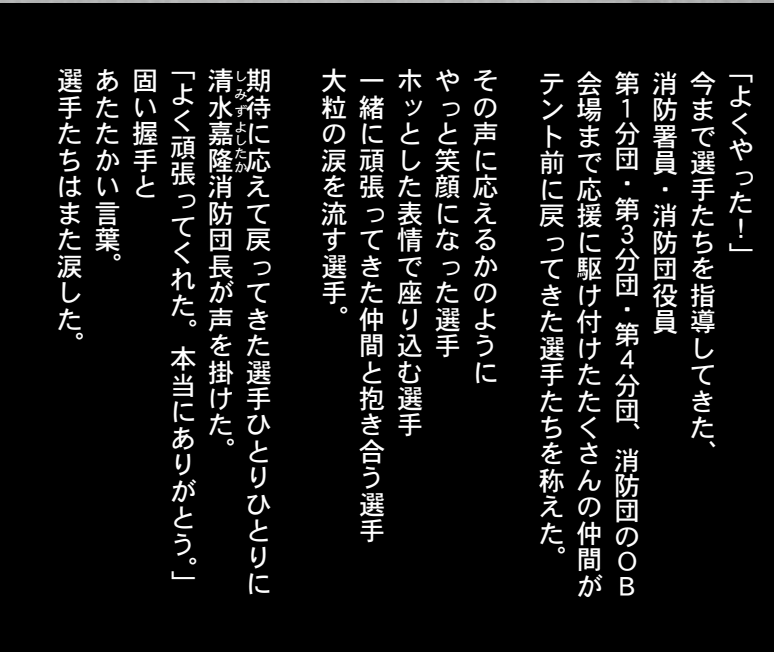 「よくやった！」
今まで選手たちを指導してきた、
消防署員・消防団役員
第１分団・第３分団・第４分団、消防団のＯＢ
会場まで応援に駆け付けたたくさんの仲間が
テント前に戻ってきた選手たちを称えた。
その声に応えるかのように
やっと笑顔になった選手
ホッとした表情で座り込む選手
一緒に頑張ってきた仲間と抱き合う選手
大粒の涙を流す選手。
期待に応えて戻ってきた選手ひとりひとりに
しみずよしたか
清水嘉隆消防団長が声を掛けた。
「よく頑張ってくれた。本当にありがとう。」
固い握手と
あたたかい言葉。
選手たちはまた涙した。